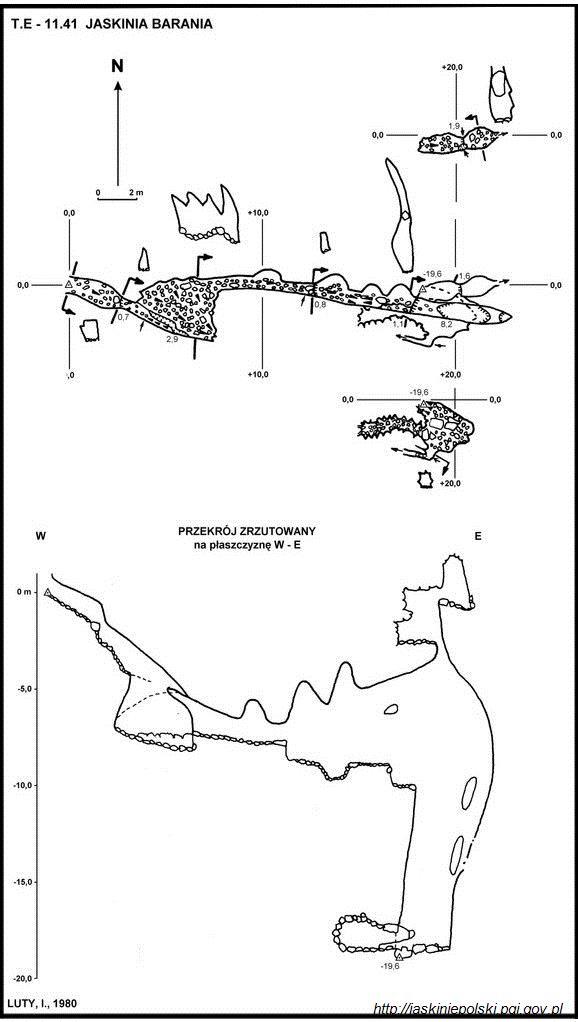 T.E - 11.41 JASKINIA BARANIA
N
0 2 m
+20,0
0,0 1,9 0,0
0,0 +10,0
-19,6 1,6
0,0 0,0
0,7 2,9 0,8 1,1 8,2
,0 +10,0 +20,0
-19,6
0,0 0,0
+20,0
PRZEKRÓJ ZRZUTOWANY
na płaszczyznę W - E
W E
0 m
-5,0
-10,0
-15,0
-19,6
-20,0
LUTY, I., 1980
http://jaskiniepolski.pgi.gov.pl